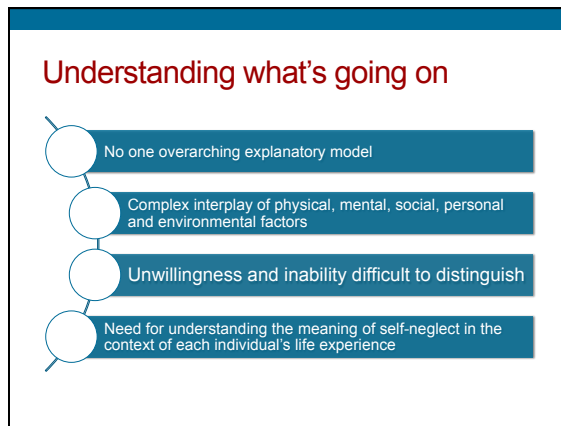 Understanding what's going on
No one overarching explanatory model
Complex interplay of physical, mental, social, personal
and environmental factors
Unwillingness and inability difficult to distinguish
Need for understanding the meaning of self-neglect in the
context of each individual's life experience